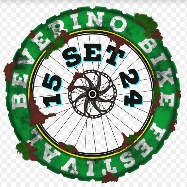 BEVERINO BIKE FESTIVAL
15 SET 24